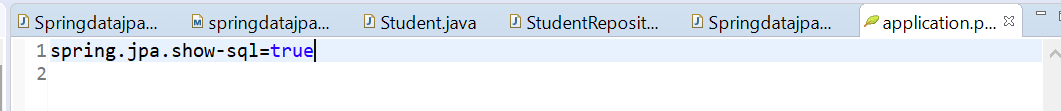 Springdatajpa... springdatajpa... Student.java StudentReposit... Springdatajpa... application.p...
1 spring.jpa.show-sql=true
2